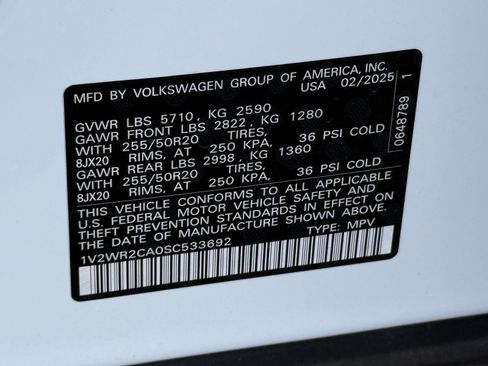 MFD BY VOLKSWAGEN GROUP OF AMERICA, INC.
USA 02/2025
GVWR LBS 5710, KG 2590
GAWR FRONT LBS 2822, KG 1280
WITH 255/50R20 TIRES,
8JX20 RIMS, AT 250 KPA, 36 PSI COLD
GAWR REAR LBS 2998, KG 1360
WITH 255/50R20 TIRES,
8JX20 RIMS, AT 250 KPA, 36 PSI COLD
THIS VEHICLE CONFORMS TO ALL APPLICABLE
U.S. FEDERAL MOTOR VEHICLE SAFETY AND
THEFT PREVENTION STANDARDS IN EFFECT ON
THE DATE OF MANUFACTURE SHOWN ABOVE.
1V2WR2CA0SC533692 TYPE: MPV
0648789 1